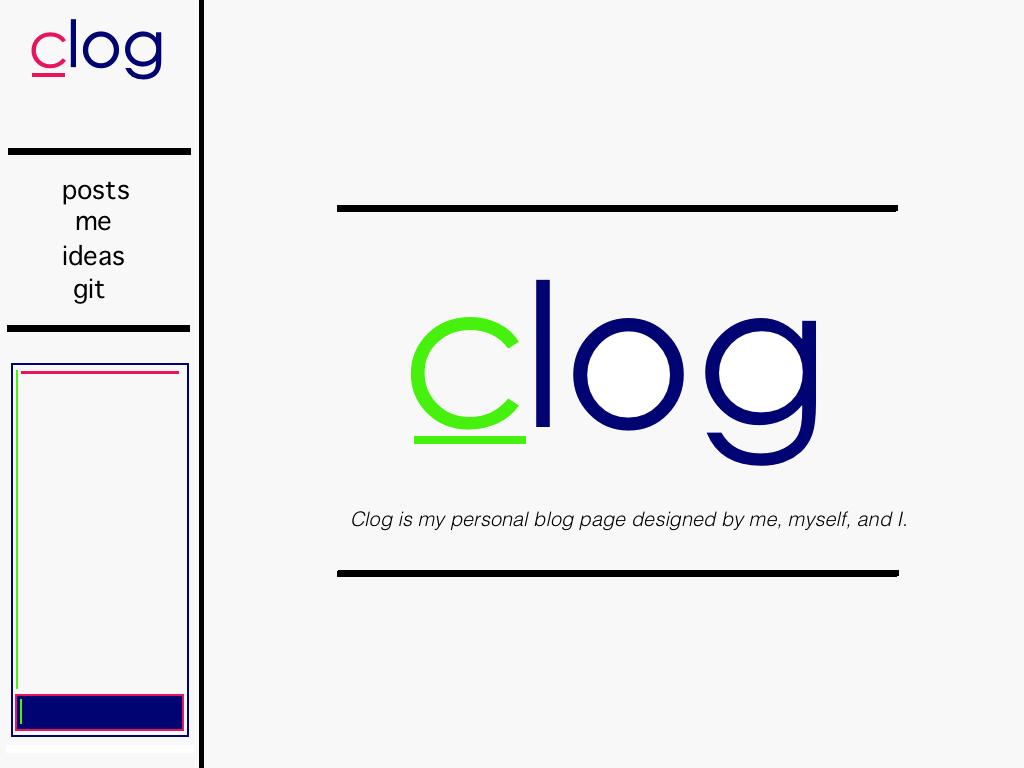 clog
posts
me
ideas
git
clog
Clog is my personal blog page designed by me, myself, and I.